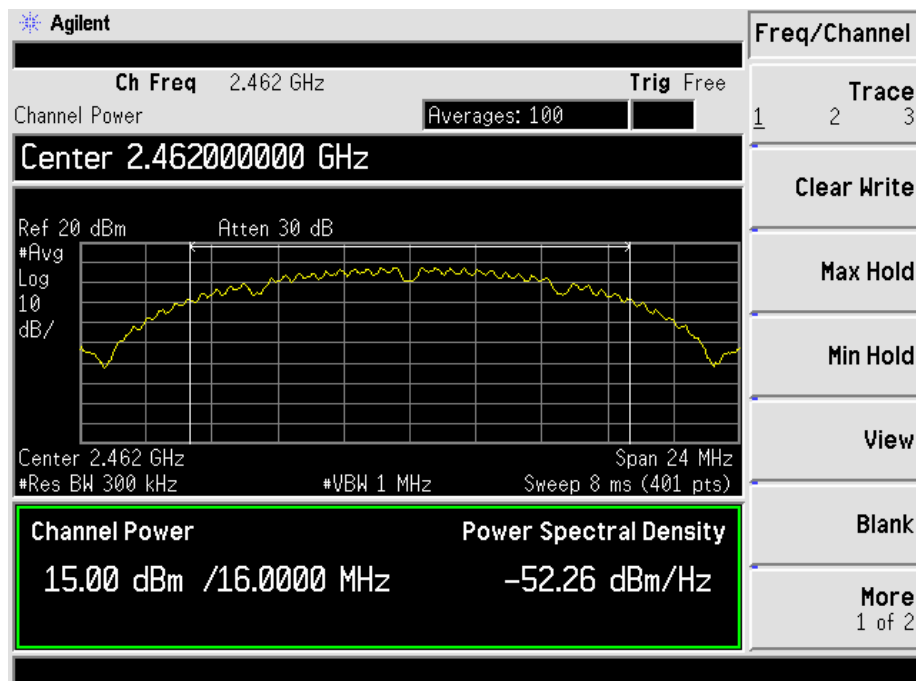 Agilent
Freq/Channel
Ch Freq 2.462 GHz Trig Free
Channel Power Averages: 100
Center 2.462000000 GHz
Ref 20 dBm Atten 30 dB
#Avg
Log
10
dB/
Center 2.462 GHz Span 24 MHz
#Res BW 300 kHz #VBW 1 MHz Sweep 8 ms (401 pts)
Channel Power Power Spectral Density
15.00 dBm /16.0000 MHz -52.26 dBm/Hz
Trace
1 2 3
Clear Write
Max Hold
Min Hold
View
Blank
More
1 of 2